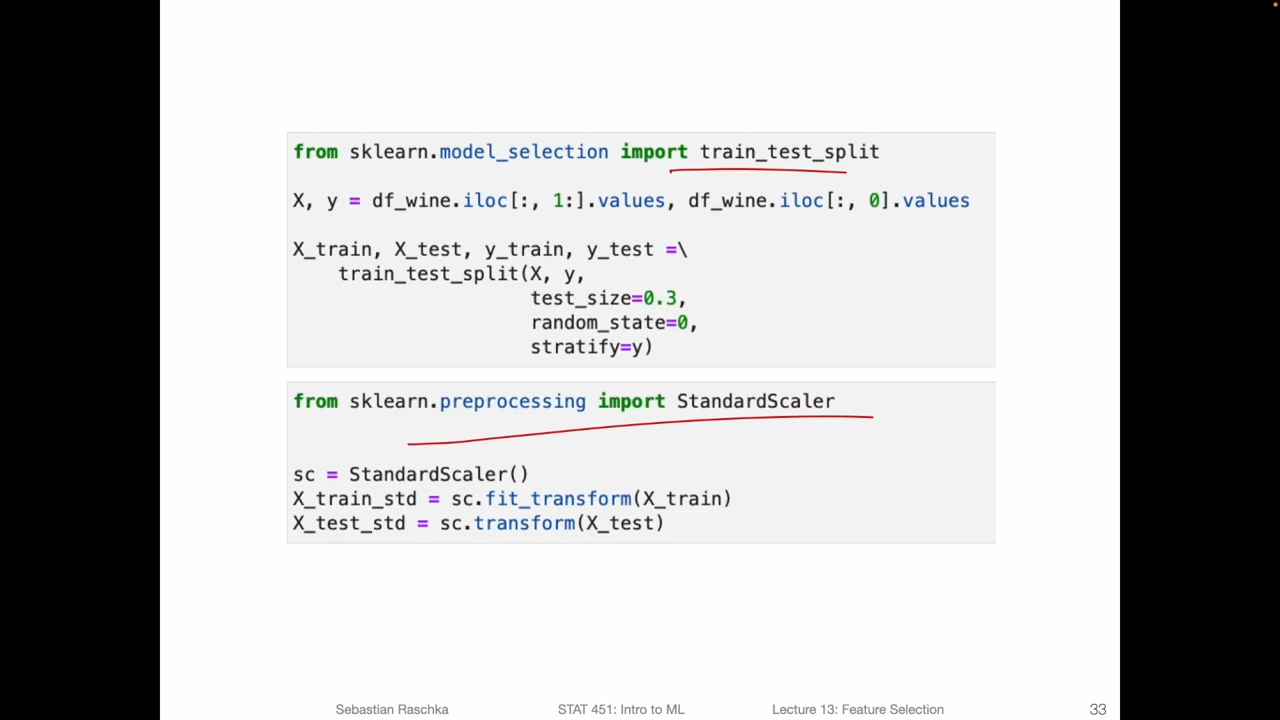 from sklearn.model_selection import train_test_split
X, y = df_wine.iloc[:, 1:].values, df_wine.iloc[:, 0].values
X_train, X_test, y_train, y_test =\
    train_test_split(X, y,
                     test_size=0.3,
                     random_state=0,
                     stratify=y)
from sklearn.preprocessing import StandardScaler
sc = StandardScaler()
X_train_std = sc.fit_transform(X_train)
X_test_std = sc.transform(X_test)
Sebastian Raschka STAT 451: Intro to ML Lecture 13: Feature Selection 33